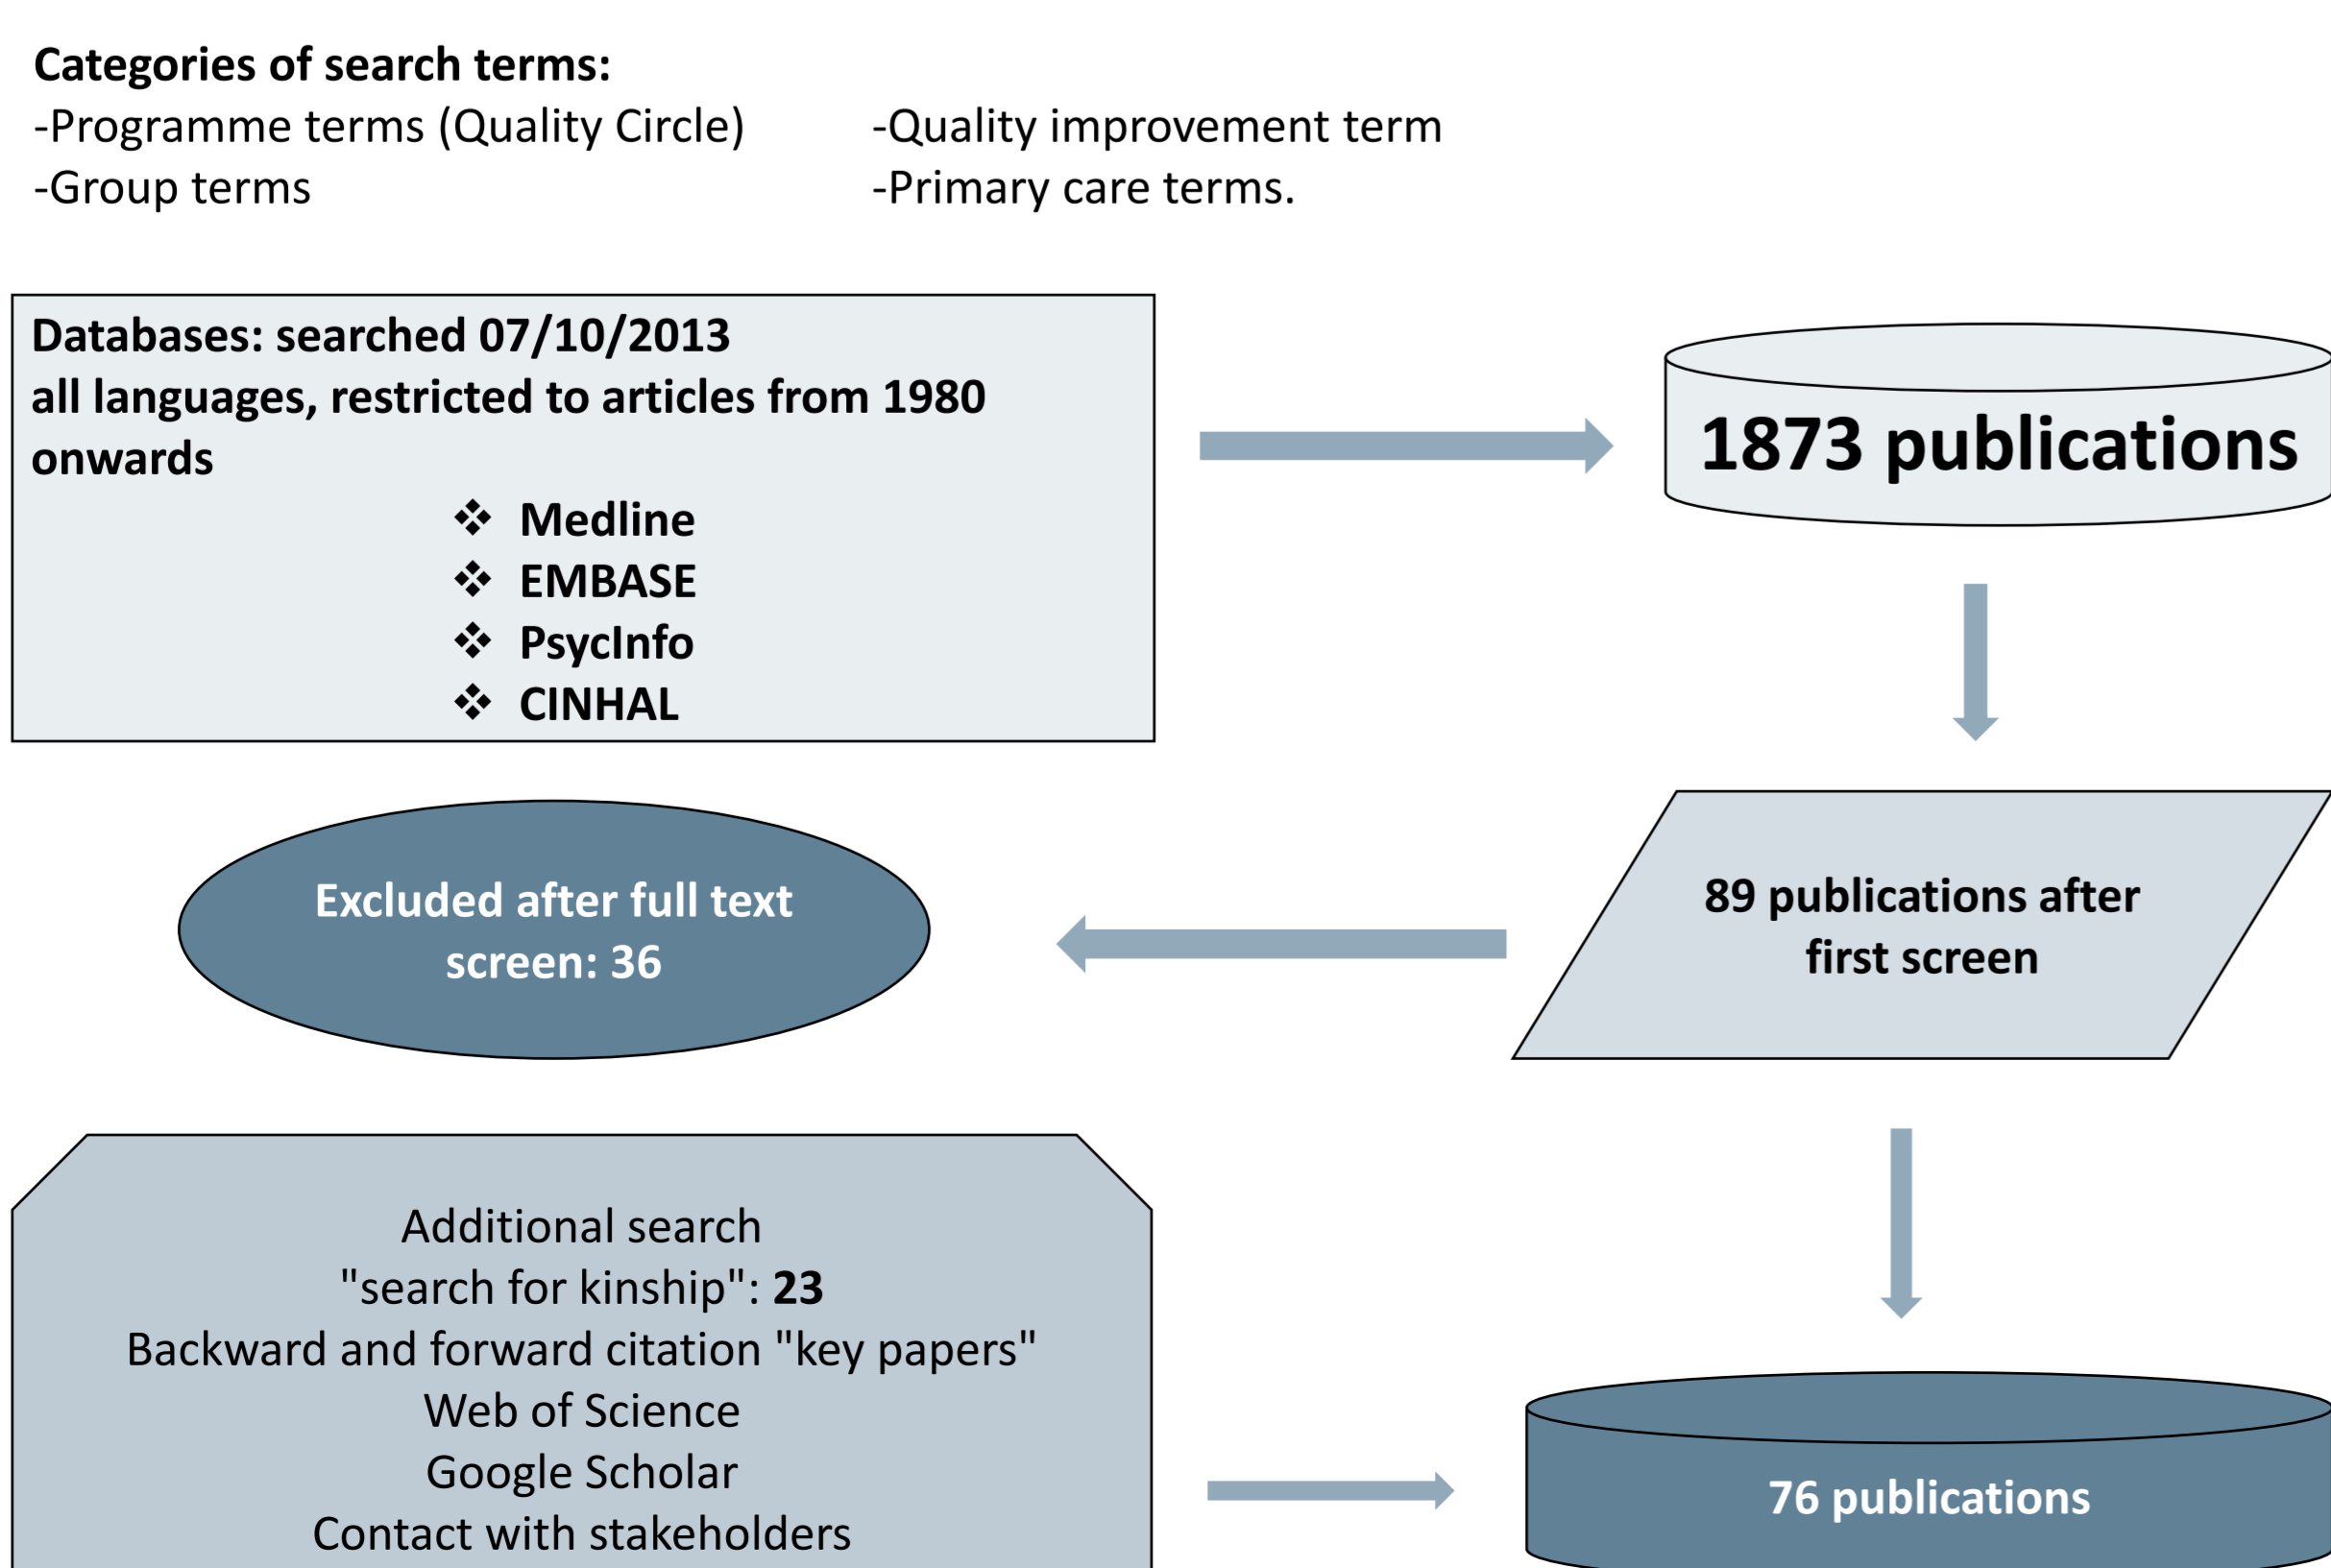 Categories of search terms:
-Programme terms (Quality Circle) -Quality improvement term
-Group terms -Primary care terms.
Databases: searched 07/10/2013
all languages, restricted to articles from 1980
onwards
❖ Medline
❖ EMBASE
❖ PsycInfo
❖ CINHAL
1873 publications
89 publications after
first screen
Excluded after full text
screen: 36
Additional search
"search for kinship": 23
Backward and forward citation "key papers"
Web of Science
Google Scholar
Contact with stakeholders
76 publications